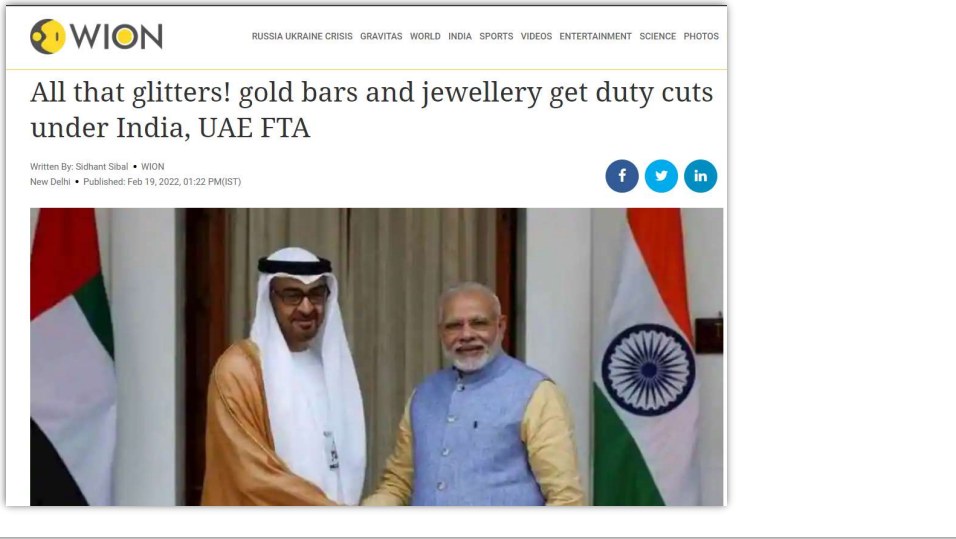 WION
RUSSIA UKRAINE CRISIS GRAVITAS WORLD INDIA SPORTS VIDEOS ENTERTAINMENT SCIENCE PHOTOS
All that glitters! gold bars and jewellery get duty cuts
under India, UAE FTA
Written By: Sidhant Sibal • WION
New Delhi • Published: Feb 19, 2022, 01:22 PM(IST)